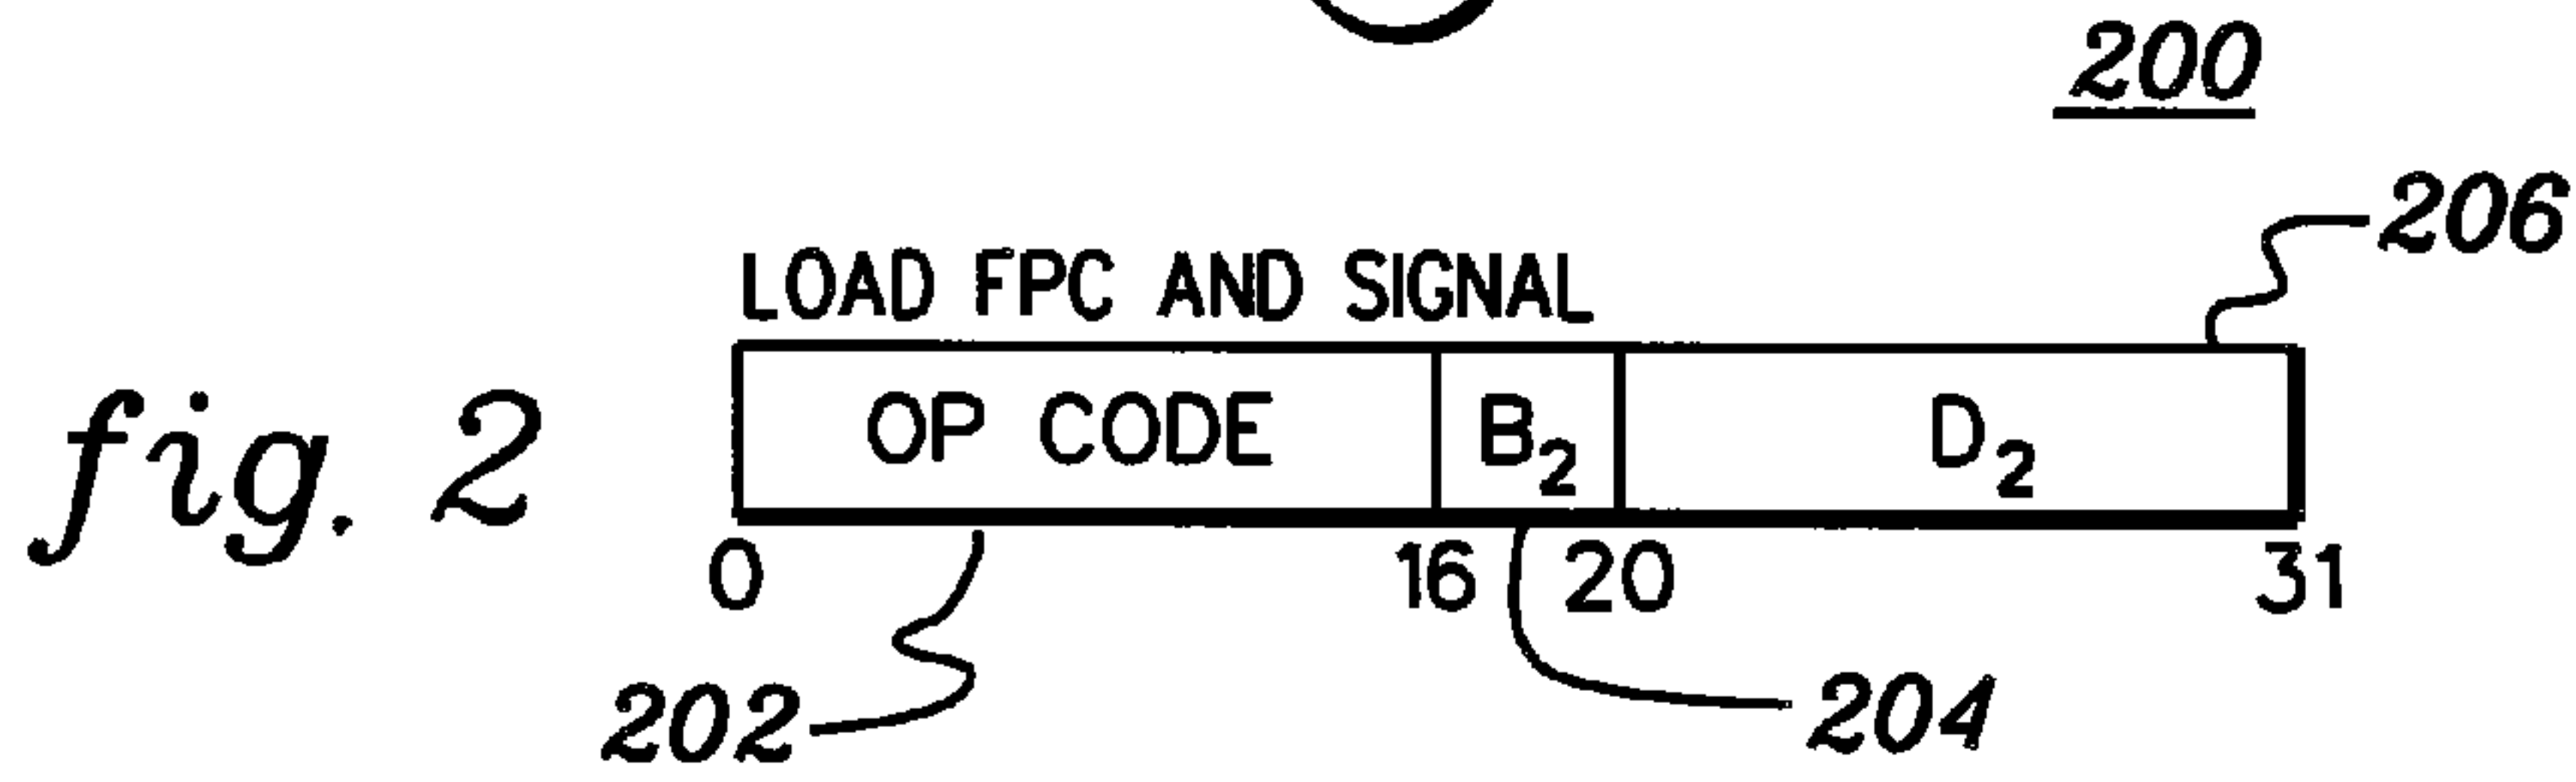 200
206
LOAD FPC AND SIGNAL
fig. 2
OP CODE B₂ D₂
0 16 20 31
202 204